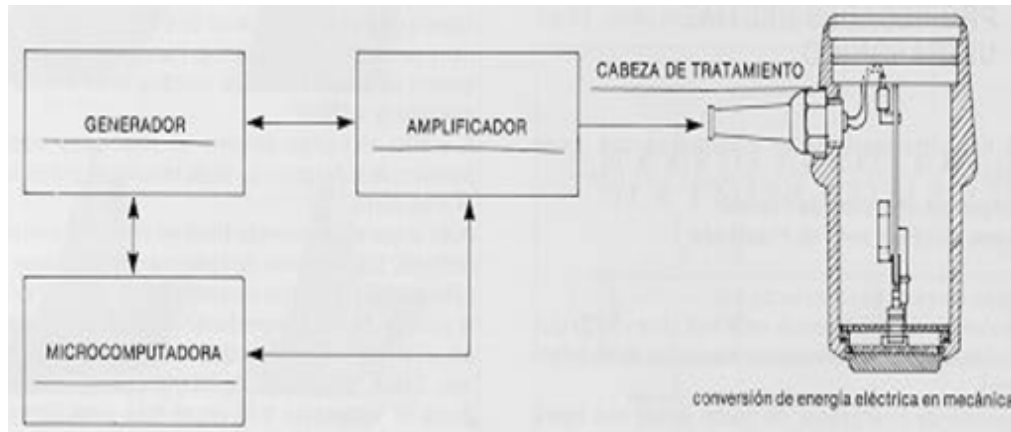 CABEZA DE TRATAMIENTO
GENERADOR
AMPLIFICADOR
MICROCOMPUTADORA
conversión de energía eléctrica en mecánica